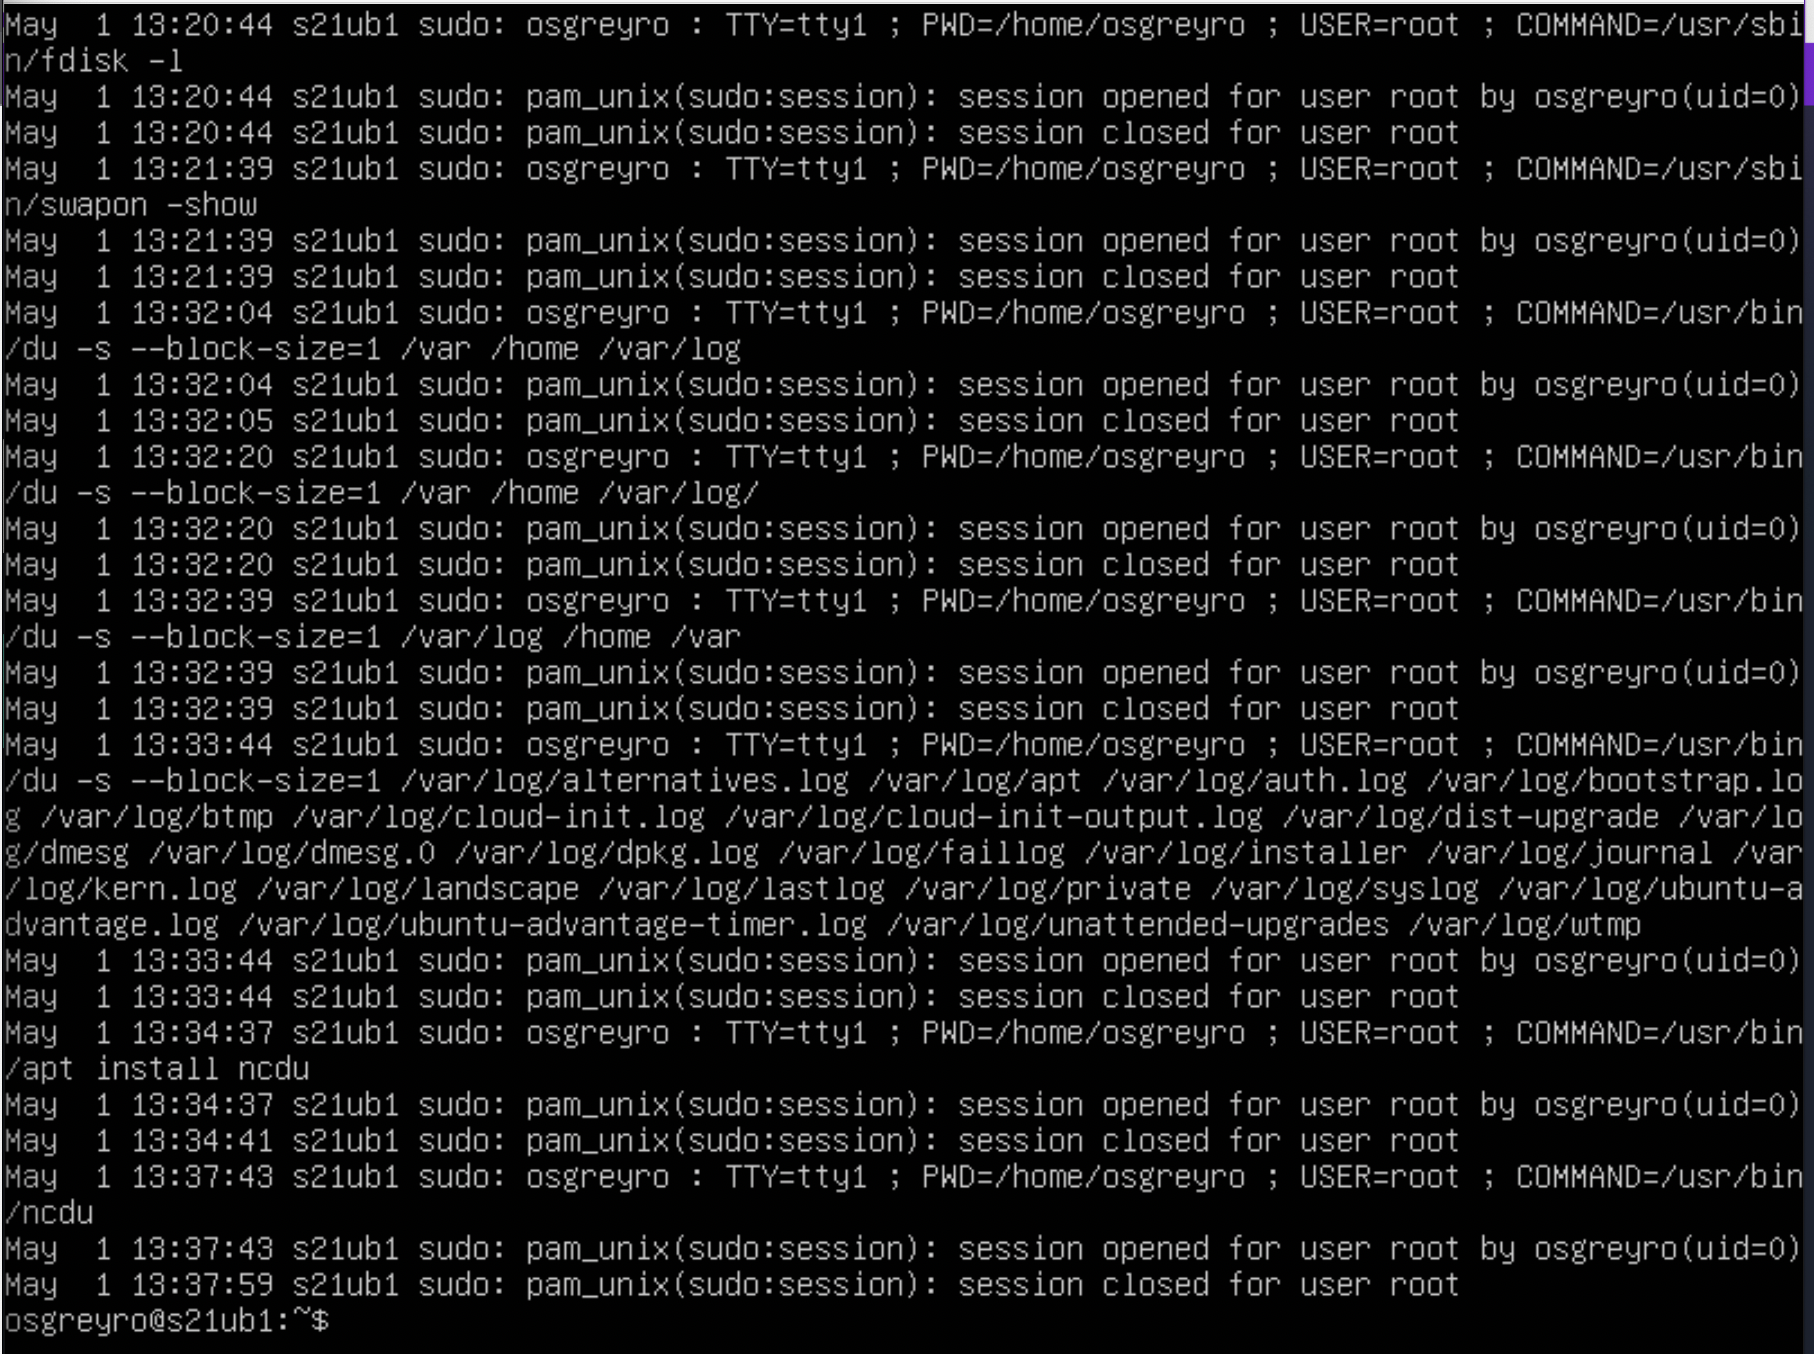 May  1 13:20:44 s21ub1 sudo: osgreyro : TTY=tty1 ; PWD=/home/osgreyro ; USER=root ; COMMAND=/usr/sbi
n/fdisk -l
May  1 13:20:44 s21ub1 sudo: pam_unix(sudo:session): session opened for user root by osgreyro(uid=0)
May  1 13:20:44 s21ub1 sudo: pam_unix(sudo:session): session closed for user root
May  1 13:21:39 s21ub1 sudo: osgreyro : TTY=tty1 ; PWD=/home/osgreyro ; USER=root ; COMMAND=/usr/sbi
n/swapon -show
May  1 13:21:39 s21ub1 sudo: pam_unix(sudo:session): session opened for user root by osgreyro(uid=0)
May  1 13:21:39 s21ub1 sudo: pam_unix(sudo:session): session closed for user root
May  1 13:32:04 s21ub1 sudo: osgreyro : TTY=tty1 ; PWD=/home/osgreyro ; USER=root ; COMMAND=/usr/bin
/du -s --block-size=1 /var /home /var/log
May  1 13:32:04 s21ub1 sudo: pam_unix(sudo:session): session opened for user root by osgreyro(uid=0)
May  1 13:32:05 s21ub1 sudo: pam_unix(sudo:session): session closed for user root
May  1 13:32:20 s21ub1 sudo: osgreyro : TTY=tty1 ; PWD=/home/osgreyro ; USER=root ; COMMAND=/usr/bin
/du -s --block-size=1 /var /home /var/log/
May  1 13:32:20 s21ub1 sudo: pam_unix(sudo:session): session opened for user root by osgreyro(uid=0)
May  1 13:32:20 s21ub1 sudo: pam_unix(sudo:session): session closed for user root
May  1 13:32:39 s21ub1 sudo: osgreyro : TTY=tty1 ; PWD=/home/osgreyro ; USER=root ; COMMAND=/usr/bin
/du -s --block-size=1 /var/log /home /var
May  1 13:32:39 s21ub1 sudo: pam_unix(sudo:session): session opened for user root by osgreyro(uid=0)
May  1 13:32:39 s21ub1 sudo: pam_unix(sudo:session): session closed for user root
May  1 13:33:44 s21ub1 sudo: osgreyro : TTY=tty1 ; PWD=/home/osgreyro ; USER=root ; COMMAND=/usr/bin
/du -s --block-size=1 /var/log/alternatives.log /var/log/apt /var/log/auth.log /var/log/bootstrap.lo
g /var/log/btmp /var/log/cloud-init.log /var/log/cloud-init-output.log /var/log/dist-upgrade /var/lo
g/dmesg /var/log/dmesg.0 /var/log/dpkg.log /var/log/faillog /var/log/installer /var/log/journal /var
/log/kern.log /var/log/landscape /var/log/lastlog /var/log/private /var/log/syslog /var/log/ubuntu-a
dvantage.log /var/log/ubuntu-advantage-timer.log /var/log/unattended-upgrades /var/log/wtmp
May  1 13:33:44 s21ub1 sudo: pam_unix(sudo:session): session opened for user root by osgreyro(uid=0)
May  1 13:33:44 s21ub1 sudo: pam_unix(sudo:session): session closed for user root
May  1 13:34:37 s21ub1 sudo: osgreyro : TTY=tty1 ; PWD=/home/osgreyro ; USER=root ; COMMAND=/usr/bin
/apt install ncdu
May  1 13:34:37 s21ub1 sudo: pam_unix(sudo:session): session opened for user root by osgreyro(uid=0)
May  1 13:34:41 s21ub1 sudo: pam_unix(sudo:session): session closed for user root
May  1 13:37:43 s21ub1 sudo: osgreyro : TTY=tty1 ; PWD=/home/osgreyro ; USER=root ; COMMAND=/usr/bin
/ncdu
May  1 13:37:43 s21ub1 sudo: pam_unix(sudo:session): session opened for user root by osgreyro(uid=0)
May  1 13:37:59 s21ub1 sudo: pam_unix(sudo:session): session closed for user root
osgreyro@s21ub1:~$